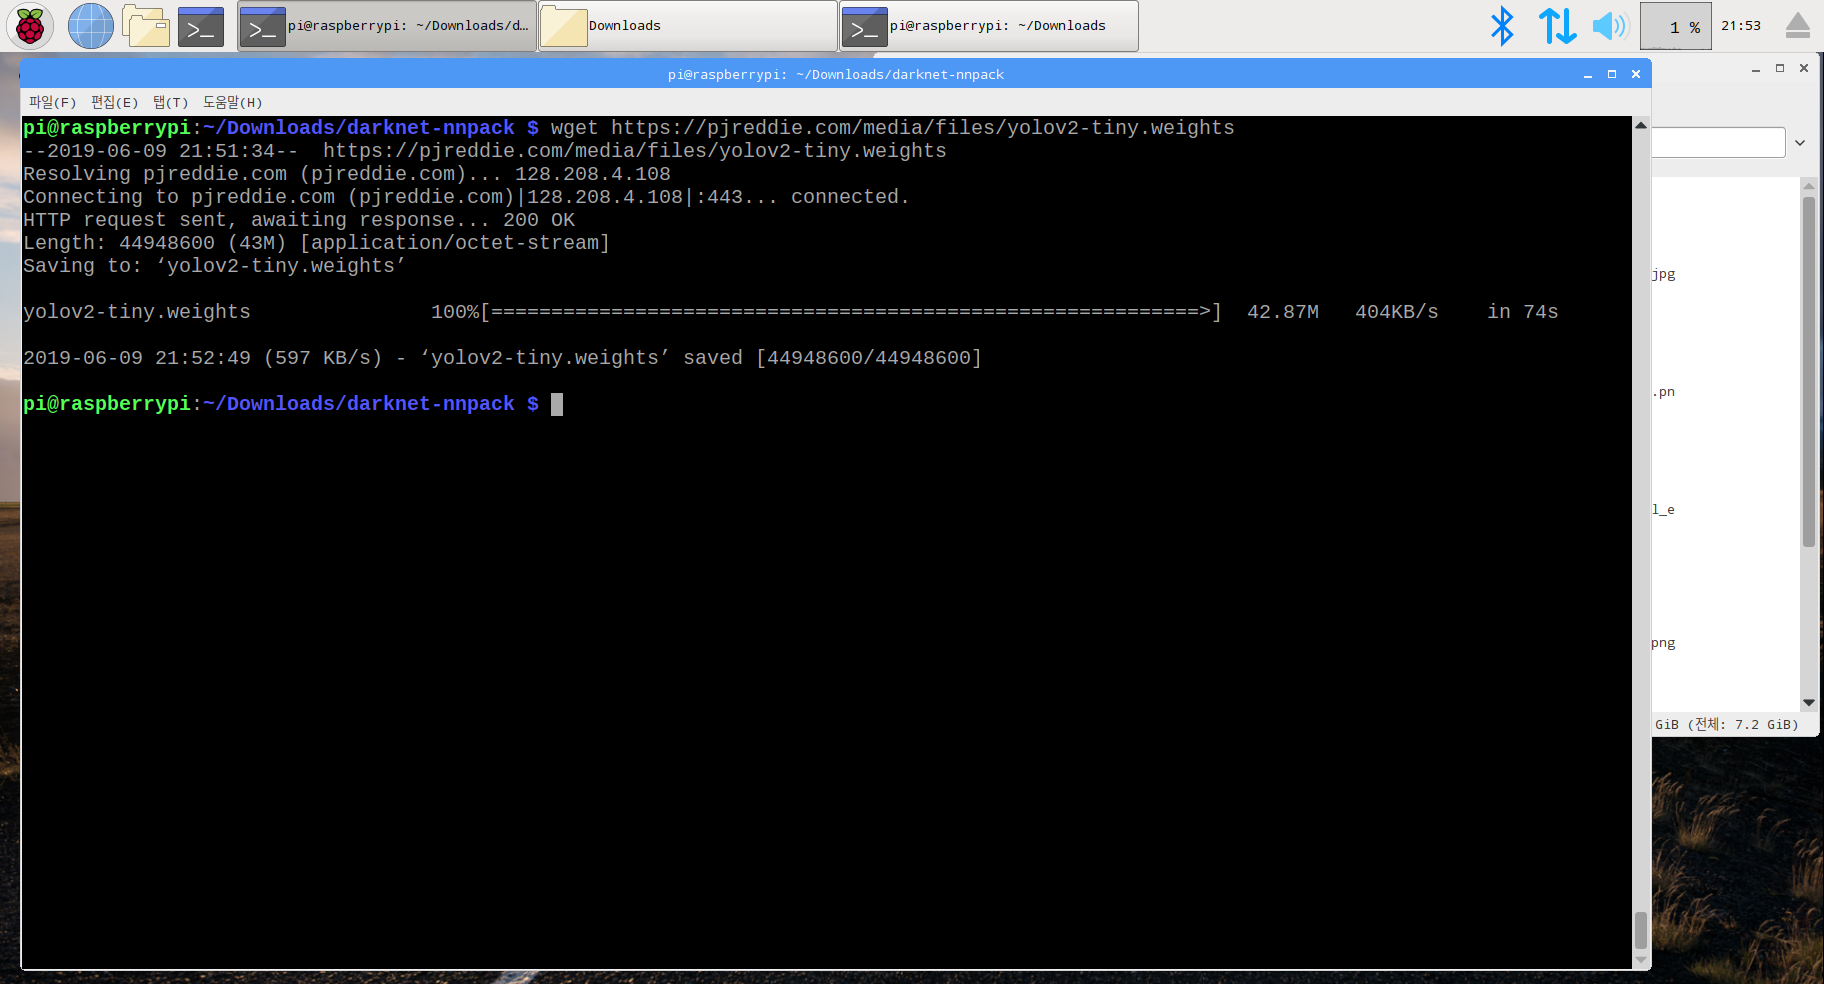 pi@raspberrypi: ~/Downloads/d...
Downloads
pi@raspberrypi: ~/Downloads
1 %
21:53
pi@raspberrypi: ~/Downloads/darknet-nnpack
파일(F) 편집(E) 탭(T) 도움말(H)
pi@raspberrypi:~/Downloads/darknet-nnpack $ wget https://pjreddie.com/media/files/yolov2-tiny.weights
--2019-06-09 21:51:34--  https://pjreddie.com/media/files/yolov2-tiny.weights
Resolving pjreddie.com (pjreddie.com)... 128.208.4.108
Connecting to pjreddie.com (pjreddie.com)|128.208.4.108|:443... connected.
HTTP request sent, awaiting response... 200 OK
Length: 44948600 (43M) [application/octet-stream]
Saving to: ‘yolov2-tiny.weights’
yolov2-tiny.weights 100%[===========================================================>] 42.87M 404KB/s in 74s
2019-06-09 21:52:49 (597 KB/s) - ‘yolov2-tiny.weights’ saved [44948600/44948600]
pi@raspberrypi:~/Downloads/darknet-nnpack $
jpg
.pn
l_e
png
GiB (전체: 7.2 GiB)